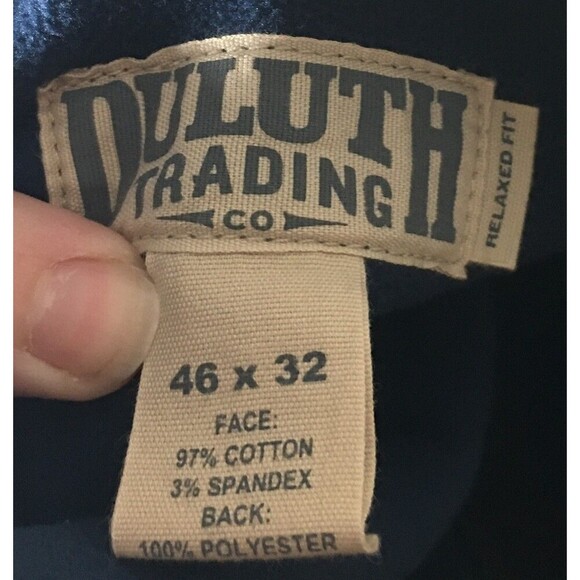 DULUTH
TRADING
CO
RELAXED FIT
46 x 32
FACE:
97% COTTON
3% SPANDEX
BACK:
100% POLYESTER